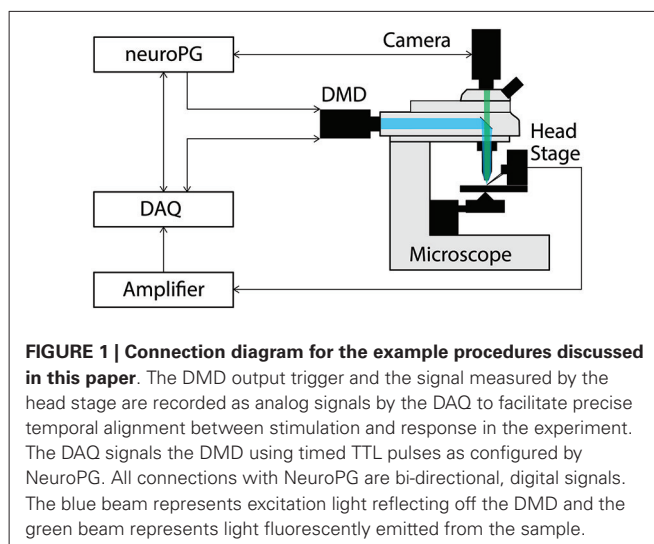 Camera
neuroPG
DMD
Head
Stage
DAQ
Microscope
Amplifier
FIGURE 1 | Connection diagram for the example procedures discussed
in this paper. The DMD output trigger and the signal measured by the
head stage are recorded as analog signals by the DAQ to facilitate precise
temporal alignment between stimulation and response in the experiment.
The DAQ signals the DMD using timed TTL pulses as configured by
NeuroPG. All connections with NeuroPG are bi-directional, digital signals.
The blue beam represents excitation light reflecting off the DMD and the
green beam represents light fluorescently emitted from the sample.